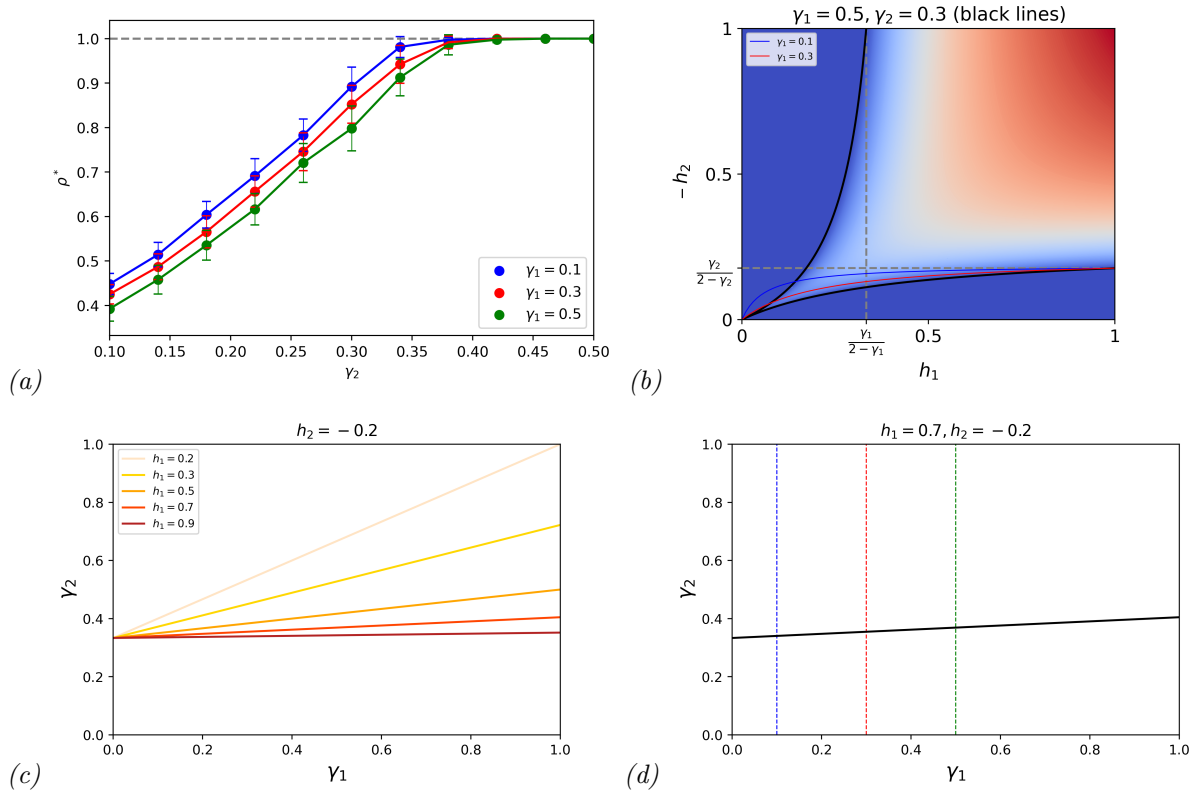 1.0
0.9
0.8
0.7
0.6
0.5
0.4
ρ*
γ₁ = 0.1
γ₁ = 0.3
γ₁ = 0.5
0.10 0.15 0.20 0.25 0.30 0.35 0.40 0.45 0.50
γ₂
(a)
γ₁ = 0.5, γ₂ = 0.3 (black lines)
γ₁ = 0.1
γ₁ = 0.3
1
0.5
γ₂/(2 − γ₂)
0
− h₂
0 γ₁/(2 − γ₁) 0.5 1
h₁
(b)
h₂ = − 0.2
h₁ = 0.2
h₁ = 0.3
h₁ = 0.5
h₁ = 0.7
h₁ = 0.9
1.0
0.8
0.6
0.4
0.2
0.0
γ₂
0.0 0.2 0.4 0.6 0.8 1.0
γ₁
(c)
h₁ = 0.7, h₂ = − 0.2
1.0
0.8
0.6
0.4
0.2
0.0
γ₂
0.0 0.2 0.4 0.6 0.8 1.0
γ₁
(d)